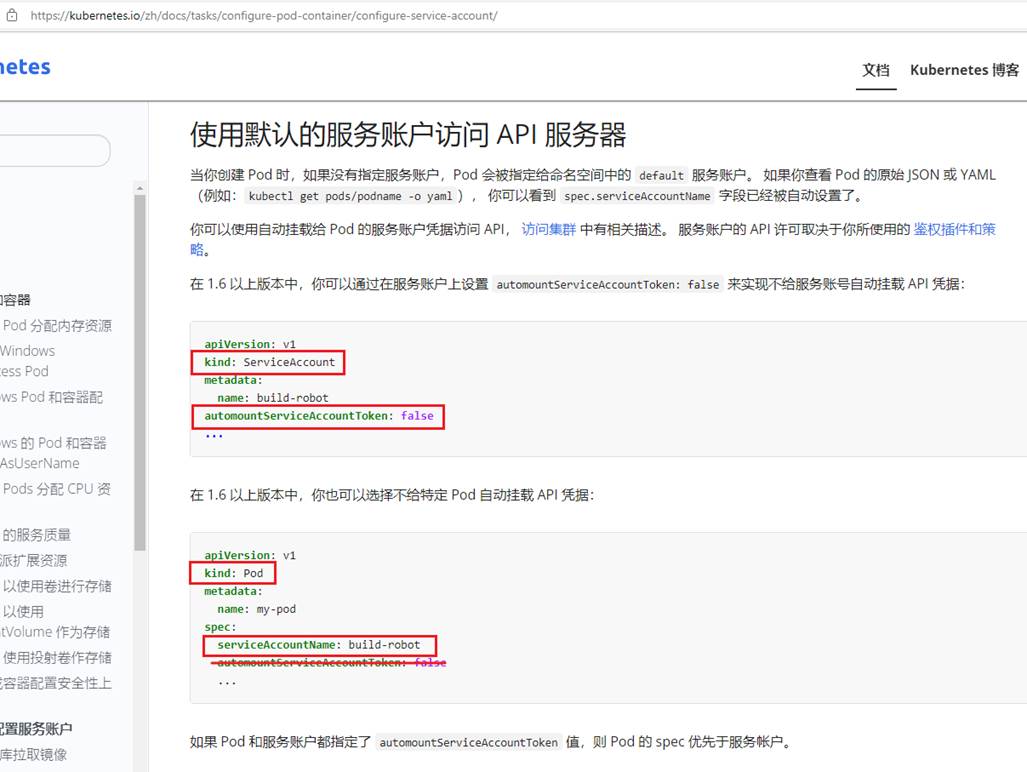 https://kubernetes.io/zh/docs/tasks/configure-pod-container/configure-service-account/
netes
文档
Kubernetes 博客
和容器
Pod 分配内存资源
Windows
cess Pod
ows Pod 和容器配
ows 的 Pod 和容器
AsUserName
Pods 分配 CPU 资
的服务质量
派扩展资源
以使用卷进行存储
以使用
ntVolume 作为存储
使用投射卷作存储
或容器配置安全性上
配置服务账户
库拉取镜像
使用默认的服务账户访问 API 服务器
当你创建 Pod 时，如果没有指定服务账户，Pod 会被指定给命名空间中的 default 服务账户。 如果你查看 Pod 的原始 JSON 或 YAML
（例如：kubectl get pods/podname -o yaml）， 你可以看到 spec.serviceAccountName 字段已经被自动设置了。
你可以使用自动挂载给 Pod 的服务账户凭据访问 API， 访问集群 中有相关描述。 服务账户的 API 许可取决于你所使用的 鉴权插件和策
略。
在 1.6 以上版本中，你可以通过在服务账户上设置 automountServiceAccountToken: false 来实现不给服务账号自动挂载 API 凭据：
apiVersion: v1
kind: ServiceAccount
metadata:
name: build-robot
automountServiceAccountToken: false
...
在 1.6 以上版本中，你也可以选择不给特定 Pod 自动挂载 API 凭据：
apiVersion: v1
kind: Pod
metadata:
name: my-pod
spec:
serviceAccountName: build-robot
automountServiceAccountToken: false
...
如果 Pod 和服务账户都指定了 automountServiceAccountToken 值，则 Pod 的 spec 优先于服务帐户。